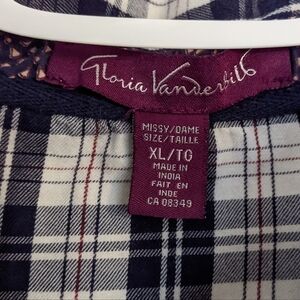 Gloria Vanderbilt
MISSY/DAME
SIZE/TAILLE
XL/TG
MADE IN
INDIA
FAIT EN
INDE
CA 08349